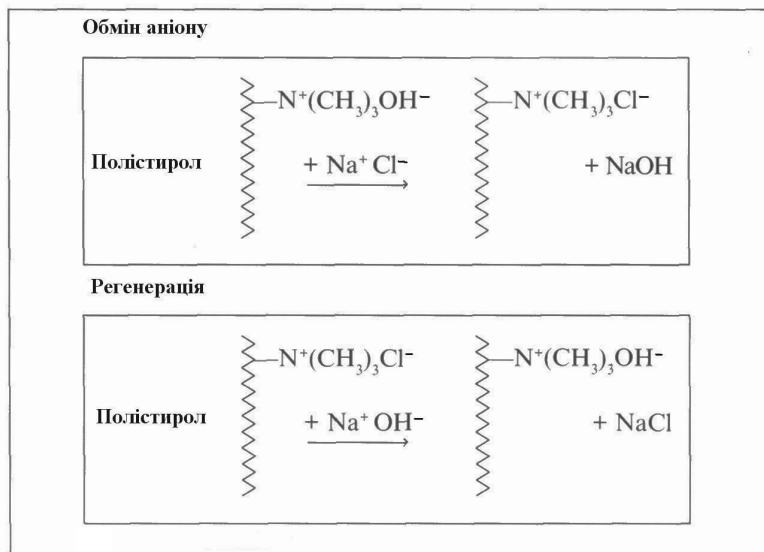 Обмін аніону
N⁺(CH₃)₃OH⁻
N⁺(CH₃)₃Cl⁻
Полістирол
+ Na⁺ Cl⁻
+ NaOH
Регенерація
N⁺(CH₃)₃Cl⁻
N⁺(CH₃)₃OH⁻
Полістирол
+ Na⁺ OH⁻
+ NaCl